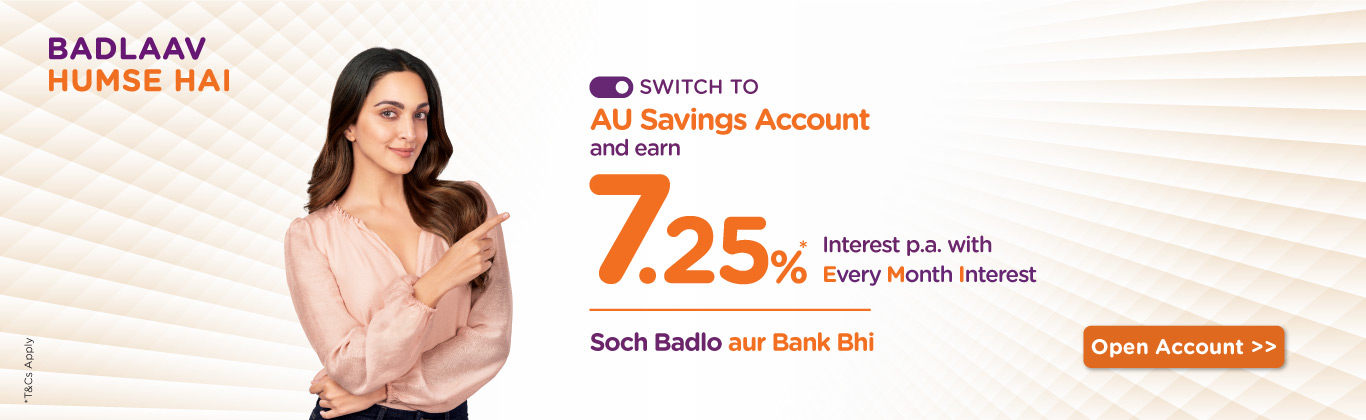 BADLAAV
HUMSE HAI
SWITCH TO
AU Savings Account
and earn
7.25%*
Interest p.a. with
Every Month Interest
Soch Badlo aur Bank Bhi
Open Account >>
*T&Cs Apply